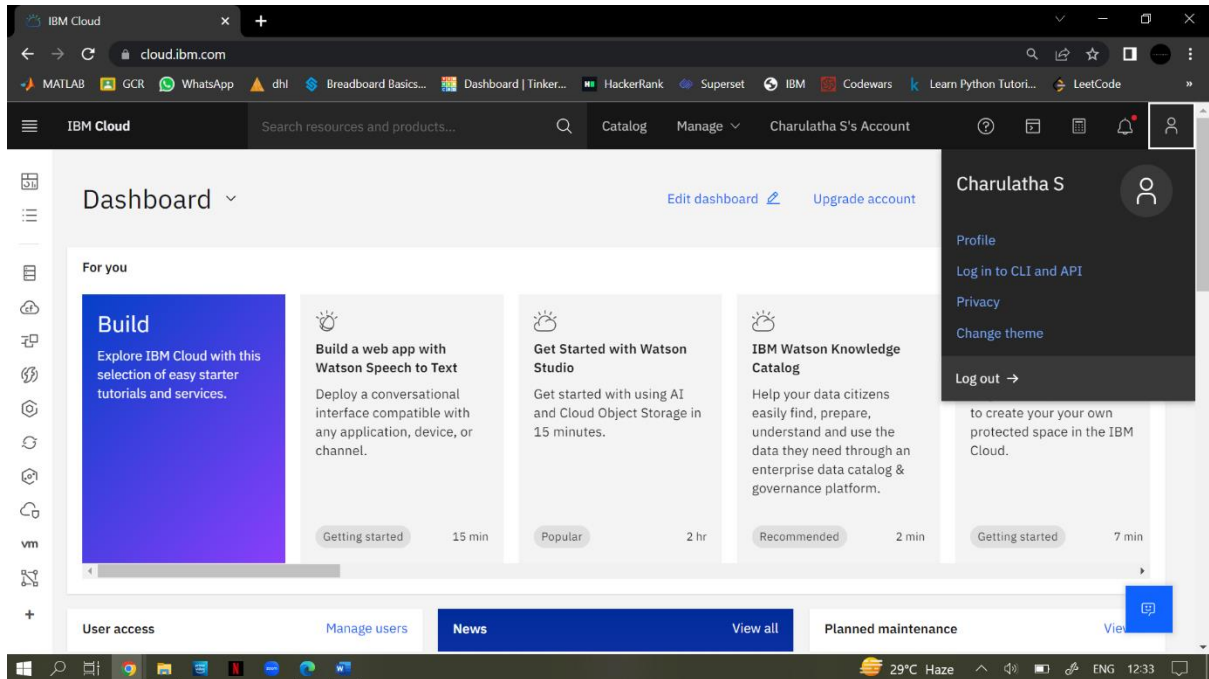 IBM Cloud
cloud.ibm.com
MATLAB GCR WhatsApp dhl Breadboard Basics... Dashboard | Tinker... HackerRank Superset IBM Codewars Learn Python Tutori... LeetCode »
IBM Cloud Search resources and products... Catalog Manage Charulatha S's Account
Charulatha S
Profile
Log in to CLI and API
Privacy
Change theme
Log out →
Dashboard
Edit dashboard Upgrade account
For you
Build
Explore IBM Cloud with this
selection of easy starter
tutorials and services.
Build a web app with
Watson Speech to Text
Deploy a conversational
interface compatible with
any application, device, or
channel.
Getting started 15 min
Get Started with Watson
Studio
Get started with using AI
and Cloud Object Storage in
15 minutes.
Popular 2 hr
IBM Watson Knowledge
Catalog
Help your data citizens
easily find, prepare,
understand and use the
data they need through an
enterprise data catalog &
governance platform.
Recommended 2 min
to create your your own
protected space in the IBM
Cloud.
Getting started 7 min
vm
User access Manage users
News View all
Planned maintenance
29°C Haze ENG 12:33